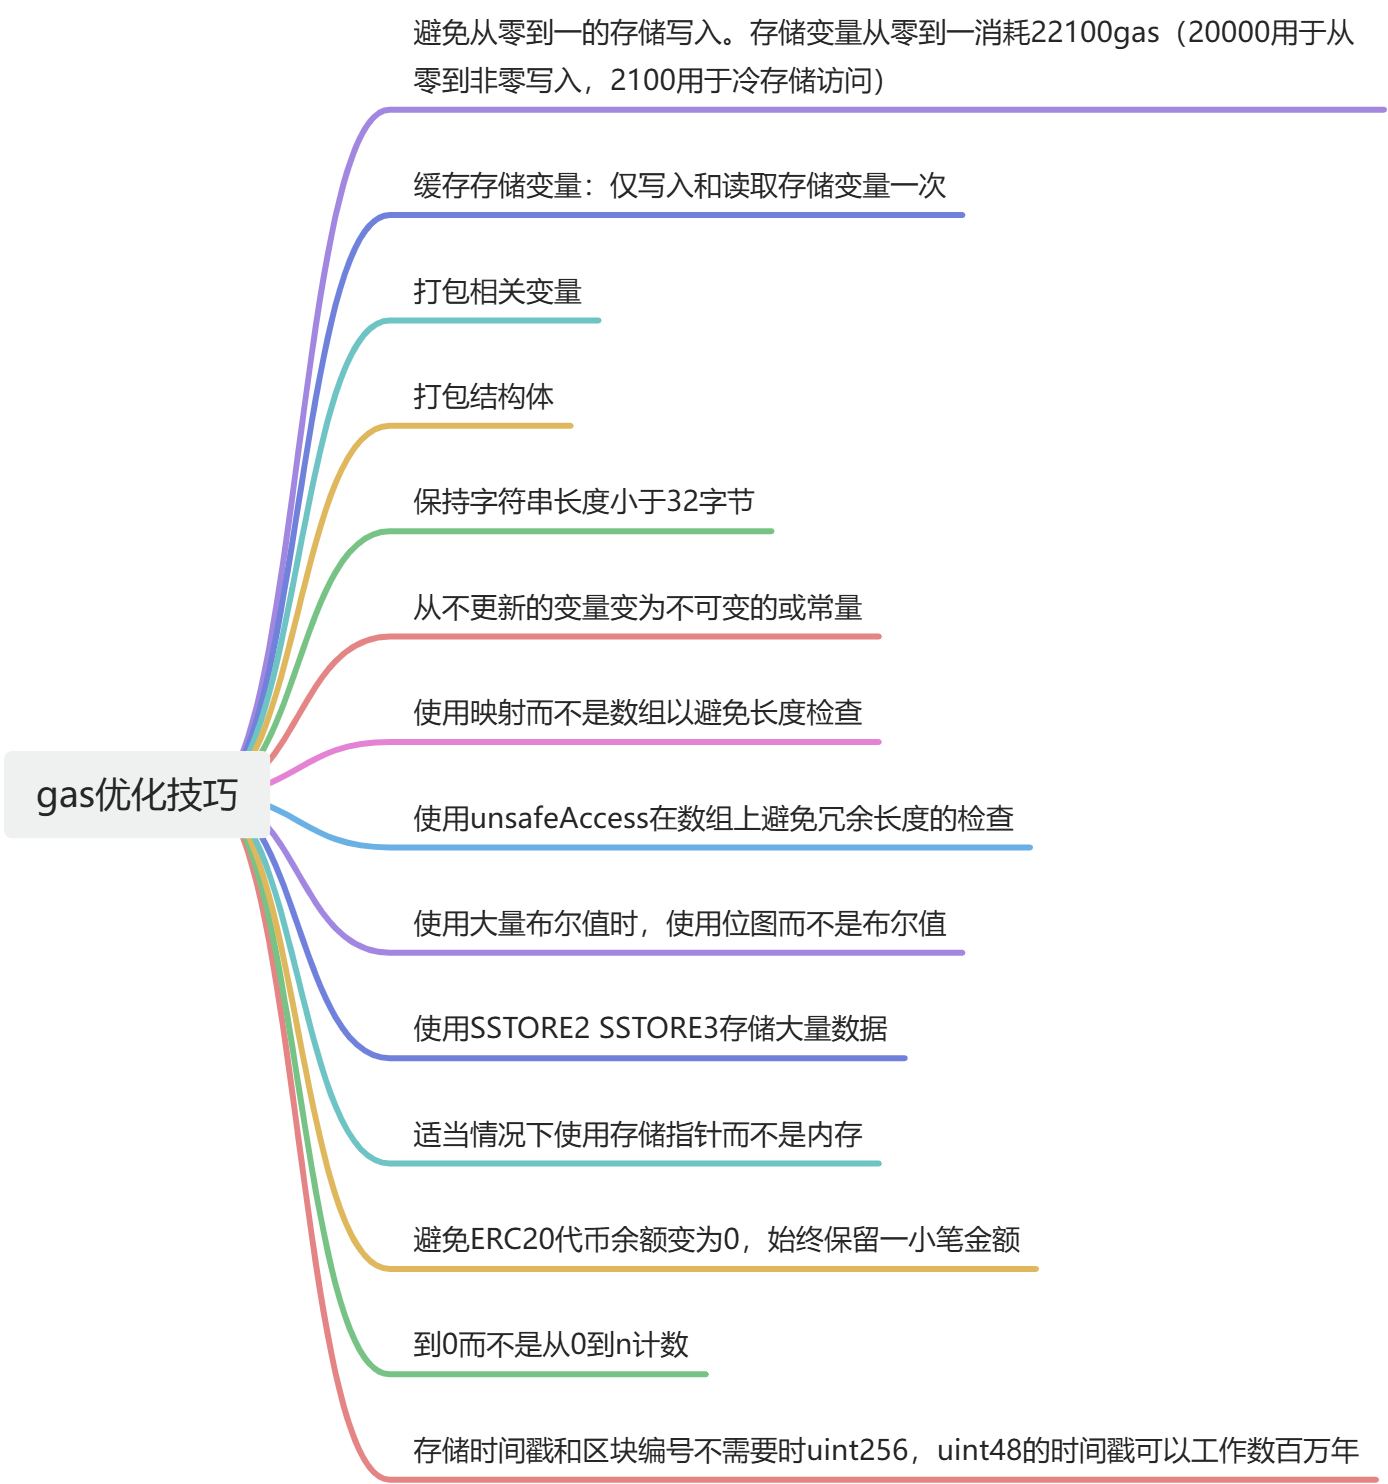 避免从零到一的存储写入。存储变量从零到一消耗22100gas（20000用于从
零到非零写入，2100用于冷存储访问）
缓存存储变量：仅写入和读取存储变量一次
打包相关变量
打包结构体
保持字符串长度小于32字节
从不更新的变量变为不可变的或常量
使用映射而不是数组以避免长度检查
gas优化技巧
使用unsafeAccess在数组上避免冗余长度的检查
使用大量布尔值时，使用位图而不是布尔值
使用SSTORE2 SSTORE3存储大量数据
适当情况下使用存储指针而不是内存
避免ERC20代币余额变为0，始终保留一小笔金额
到0而不是从0到n计数
存储时间戳和区块编号不需要时uint256，uint48的时间戳可以工作数百万年